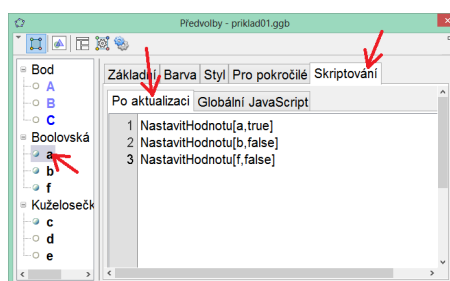 Předvolby - priklad01.ggb
Bod
A
B
C
Boolovská
a
b
f
Kuželosečk
c
d
e
Základní Barva Styl Pro pokročilé Skriptování
Po aktualizaci Globální JavaScript
1 NastavitHodnotu[a,true]
2 NastavitHodnotu[b,false]
3 NastavitHodnotu[f,false]